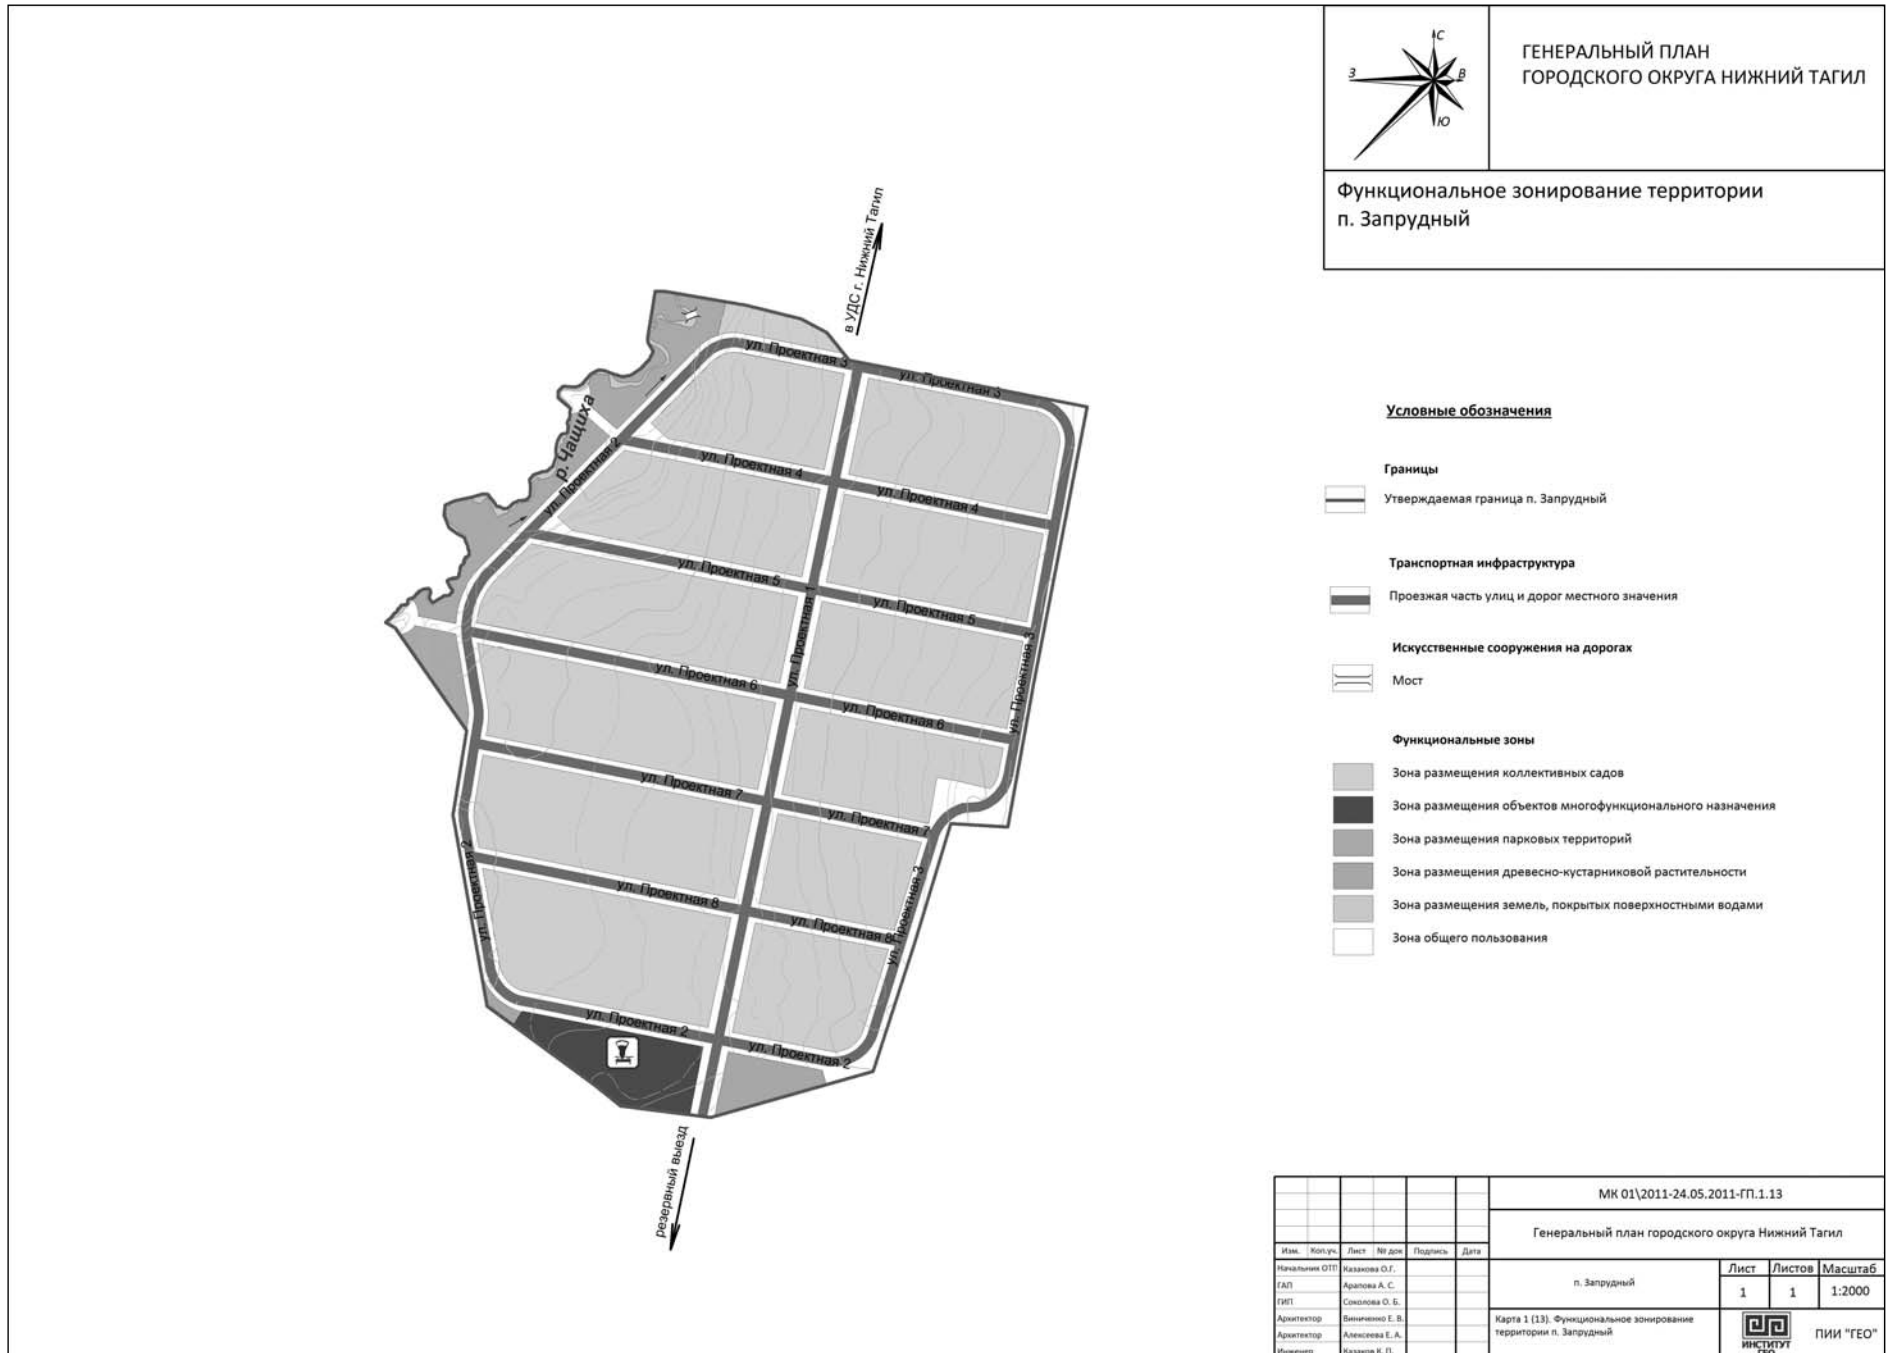 С
З
В
Ю
ГЕНЕРАЛЬНЫЙ ПЛАН
ГОРОДСКОГО ОКРУГА НИЖНИЙ ТАГИЛ
Функциональное зонирование территории
п. Запрудный
в УДС г. Нижний Тагил
ул. Проектная 3
ул. Проектная 3
р. Чащиха
ул. Проектная 2
ул. Проектная 4
ул. Проектная 4
ул. Проектная 5
ул. Проектная 5
ул. Проектная 1
ул. Проектная 3
ул. Проектная 6
ул. Проектная 6
ул. Проектная 7
ул. Проектная 7
ул. Проектная 2
ул. Проектная 8
ул. Проектная 8
ул. Проектная 3
ул. Проектная 2
ул. Проектная 2
резервный выезд
Условные обозначения
Границы
Утверждаемая граница п. Запрудный
Транспортная инфраструктура
Проезжая часть улиц и дорог местного значения
Искусственные сооружения на дорогах
Мост
Функциональные зоны
Зона размещения коллективных садов
Зона размещения объектов многофункционального назначения
Зона размещения парковых территорий
Зона размещения древесно-кустарниковой растительности
Зона размещения земель, покрытых поверхностными водами
Зона общего пользования
МК 01\2011-24.05.2011-ГП.1.13
Генеральный план городского округа Нижний Тагил
Изм. Кол.уч. Лист № док Подпись Дата
Начальник ОТП Казакова О.Г.
ГАП Арапова А. С.
ГИП Соколова О. Б.
Архитектор Виниченко Е. В.
Архитектор Алексеева Е. А.
Инженер Казаков К. П.
п. Запрудный
Лист Листов Масштаб
1 1 1:2000
Карта 1 (13). Функциональное зонирование
территории п. Запрудный
ИНСТИТУТ
ГЕО
ПИИ "ГЕО"